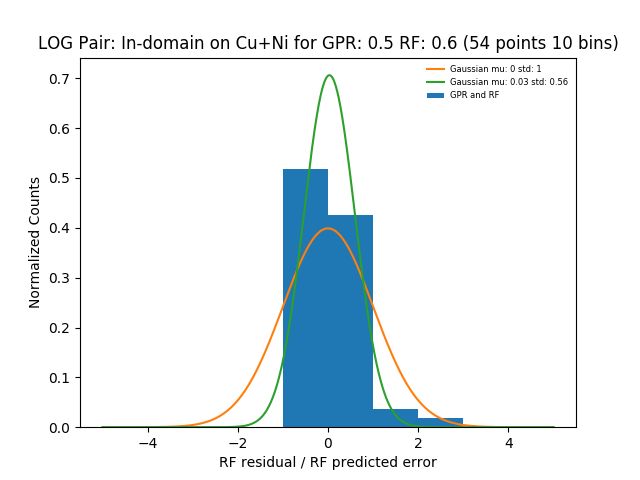 LOG Pair: In-domain on Cu+Ni for GPR: 0.5 RF: 0.6 (54 points 10 bins)
Gaussian mu: 0 std: 1
Gaussian mu: 0.03 std: 0.56
GPR and RF
Normalized Counts
0.7
0.6
0.5
0.4
0.3
0.2
0.1
0.0
−4 −2 0 2 4
RF residual / RF predicted error